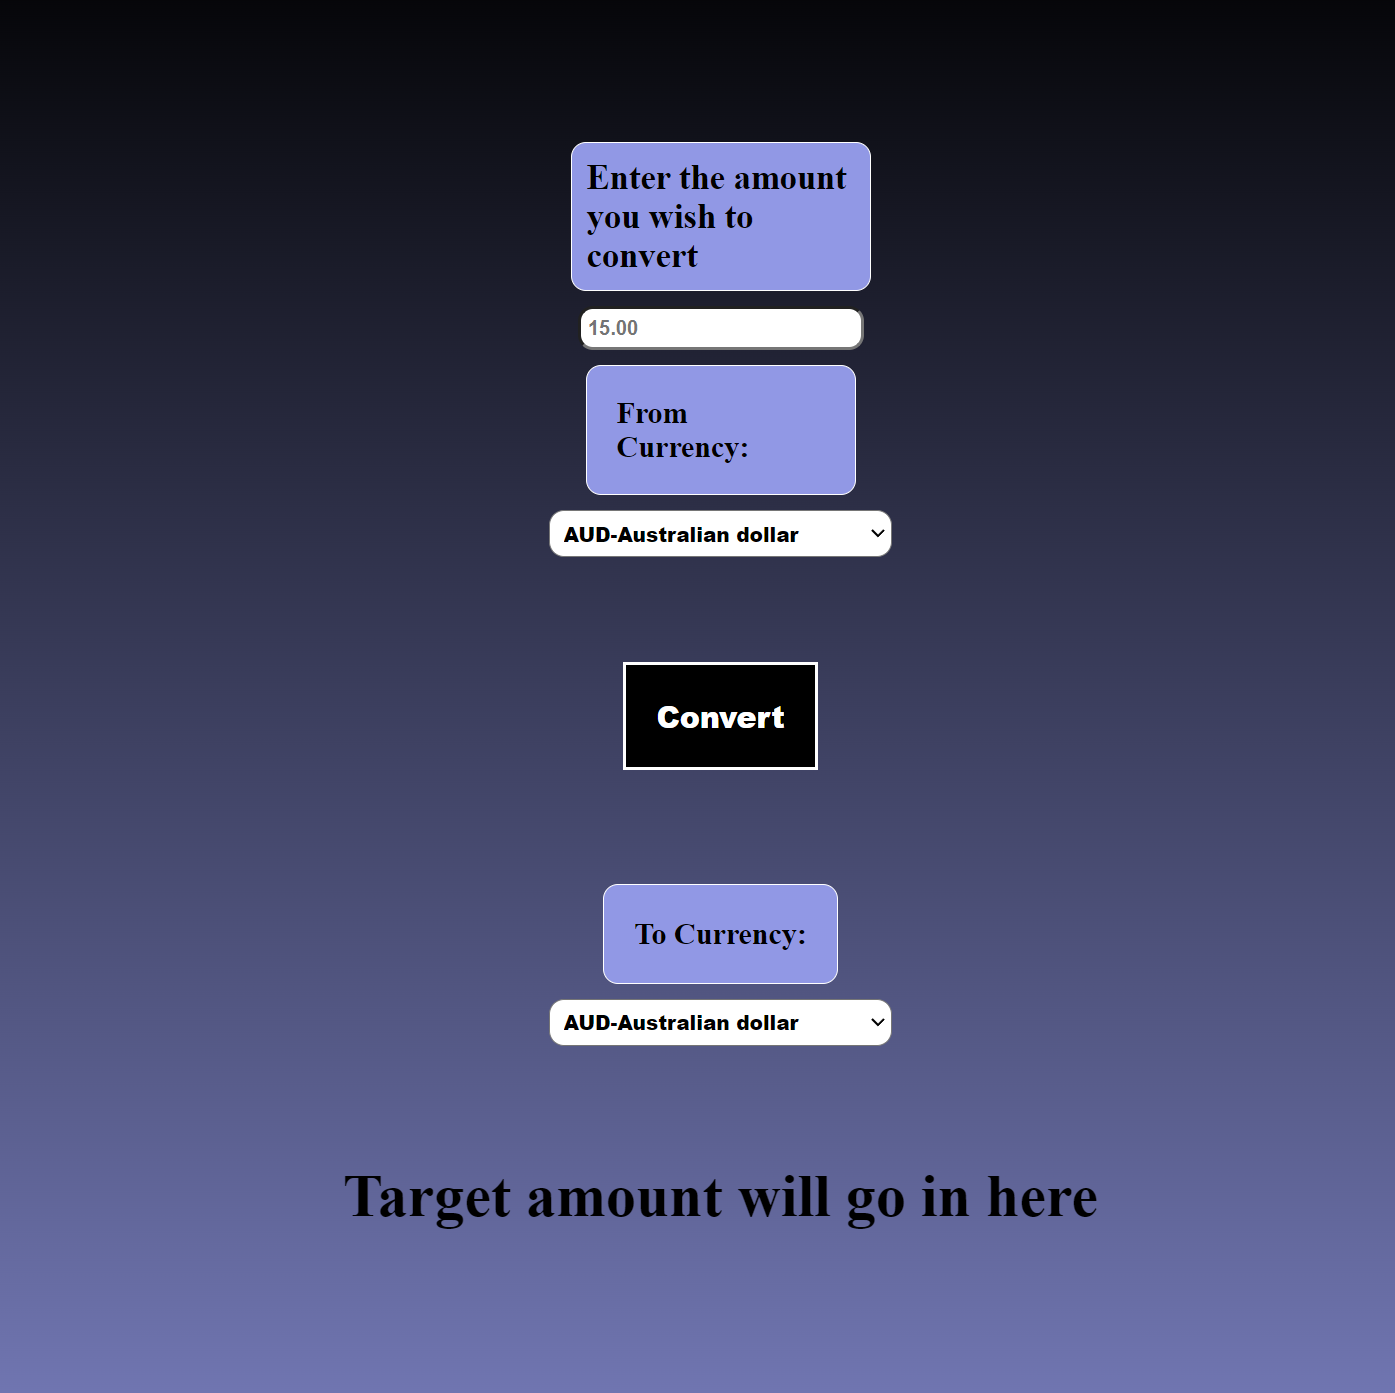 Enter the amount
you wish to
convert
15.00
From
Currency:
AUD-Australian dollar
Convert
To Currency:
AUD-Australian dollar
Target amount will go in here